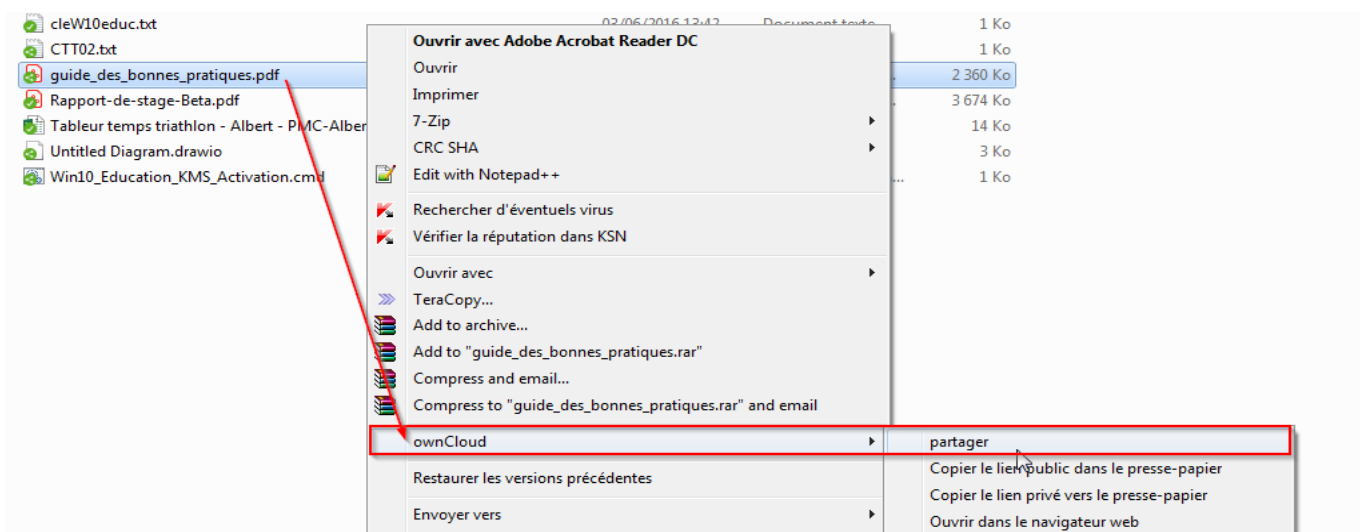 cleW10educ.txt 03/06/2016 13:42 Document texte 1 Ko
CTT02.txt 1 Ko
guide_des_bonnes_pratiques.pdf 2 360 Ko
Rapport-de-stage-Beta.pdf 3 674 Ko
Tableur temps triathlon - Albert - PMC-Alber 14 Ko
Untitled Diagram.drawio 3 Ko
Win10_Education_KMS_Activation.cmd ... 1 Ko
Ouvrir avec Adobe Acrobat Reader DC
Ouvrir
Imprimer
7-Zip
CRC SHA
Edit with Notepad++
Rechercher d'éventuels virus
Vérifier la réputation dans KSN
Ouvrir avec
TeraCopy...
Add to archive...
Add to "guide_des_bonnes_pratiques.rar"
Compress and email...
Compress to "guide_des_bonnes_pratiques.rar" and email
ownCloud
Restaurer les versions précédentes
Envoyer vers
partager
Copier le lien public dans le presse-papier
Copier le lien privé vers le presse-papier
Ouvrir dans le navigateur web